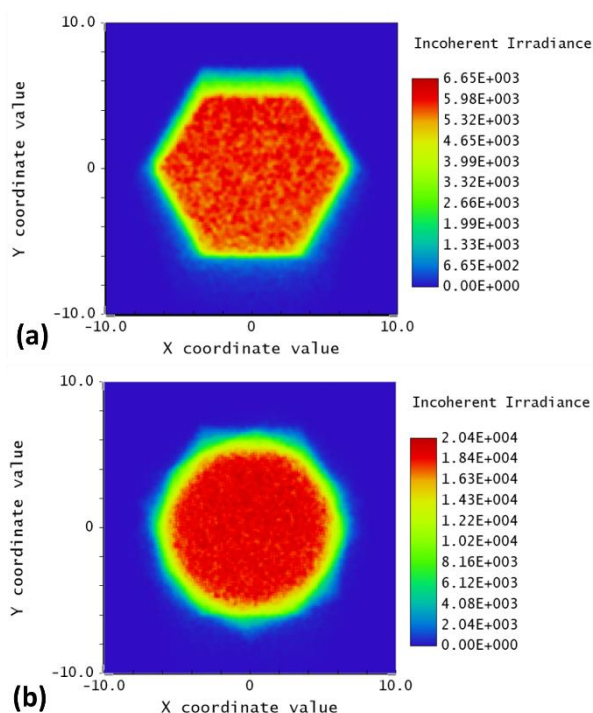 10.0
Incoherent Irradiance
6.65E+003
5.98E+003
5.32E+003
4.65E+003
3.99E+003
3.32E+003
2.66E+003
1.99E+003
1.33E+003
6.65E+002
0.00E+000
Y coordinate value
0
-10.0
-10.0
0
10.0
X coordinate value
(a)
10.0
Incoherent Irradiance
2.04E+004
1.84E+004
1.63E+004
1.43E+004
1.22E+004
1.02E+004
8.16E+003
6.12E+003
4.08E+003
2.04E+003
0.00E+000
Y coordinate value
0
-10.0
-10.0
0
10.0
X coordinate value
(b)